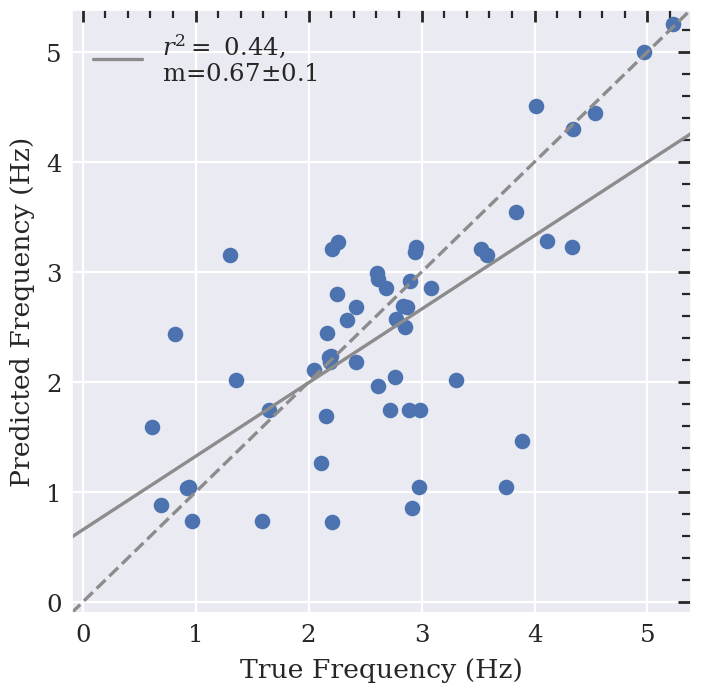 r² = 0.44,
m=0.67±0.1
5
4
3
2
1
0
Predicted Frequency (Hz)
0 1 2 3 4 5
True Frequency (Hz)